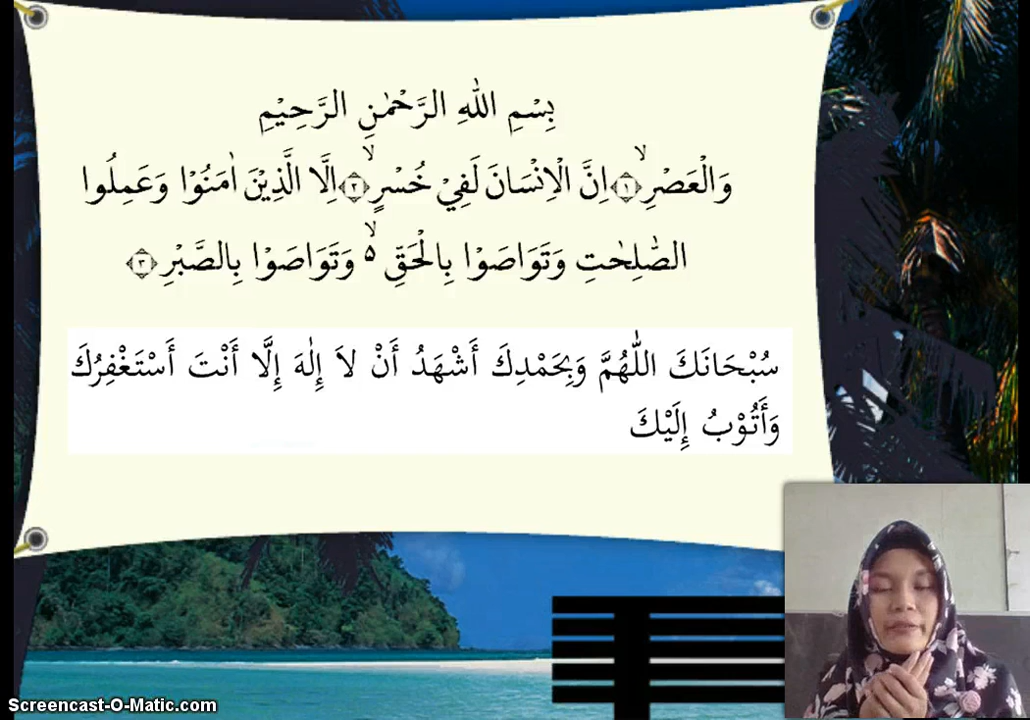 بِسْمِ اللهِ الرَّحْمٰنِ الرَّحِيْمِ
وَالْعَصْرِۙ ۝١ اِنَّ الْاِنْسَانَ لَفِيْ خُسْرٍۙ ۝٢ اِلَّا الَّذِيْنَ اٰمَنُوْا وَعَمِلُوا
الصّٰلِحٰتِ وَتَوَاصَوْا بِالْحَقِّ ەۙ وَتَوَاصَوْا بِالصَّبْرِ ۝٣
سُبْحَانَكَ اللّٰهُمَّ وَبِحَمْدِكَ أَشْهَدُ أَنْ لاَ إِلٰهَ إِلَّا أَنْتَ أَسْتَغْفِرُكَ
وَأَتُوْبُ إِلَيْكَ
Screencast-O-Matic.com